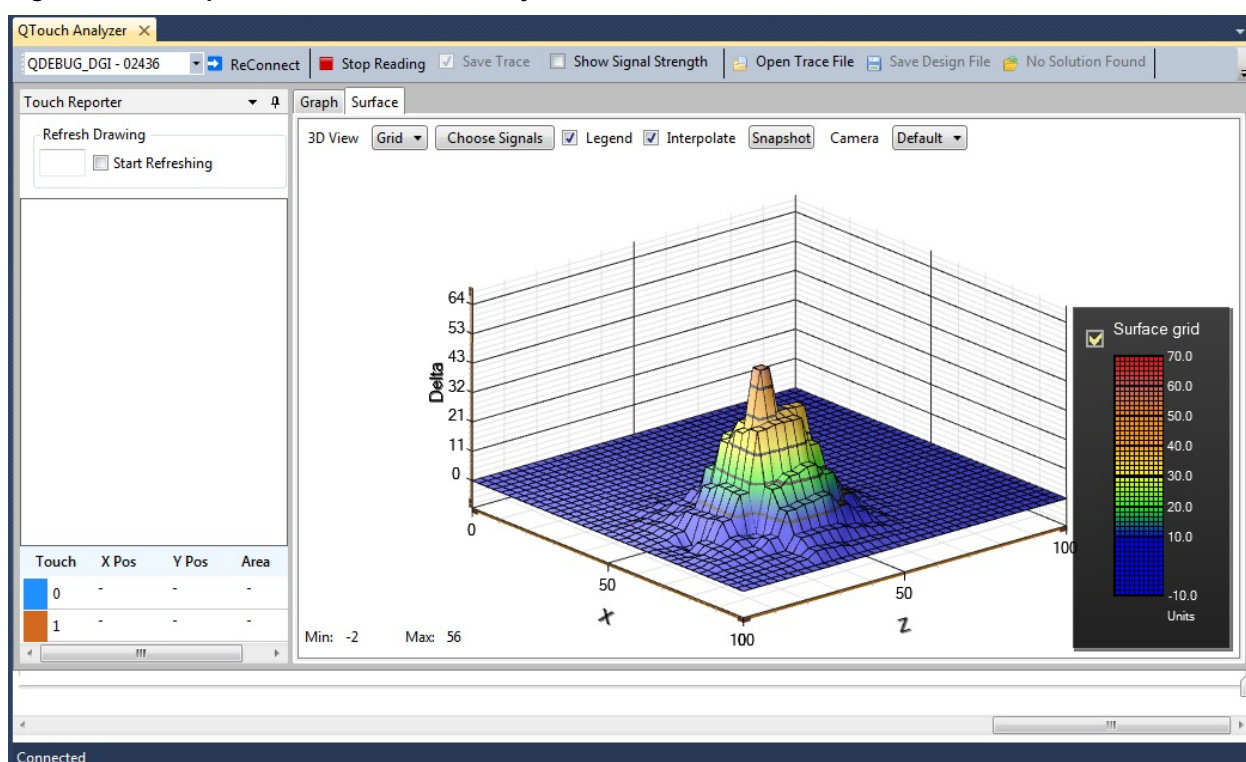 QTouch Analyzer
QDEBUG_DGI - 02436 ReConnect Stop Reading Save Trace Show Signal Strength Open Trace File Save Design File No Solution Found
Touch Reporter
Graph Surface
Refresh Drawing
Start Refreshing
3D View Grid Choose Signals Legend Interpolate Snapshot Camera Default
64
53
43
32
21
11
0
Delta
0
50
100
X
50
100
Z
Surface grid
70.0
60.0
50.0
40.0
30.0
20.0
10.0
-10.0
Units
Touch X Pos Y Pos Area
0 - - -
1 - - -
Min: -2 Max: 56
Connected